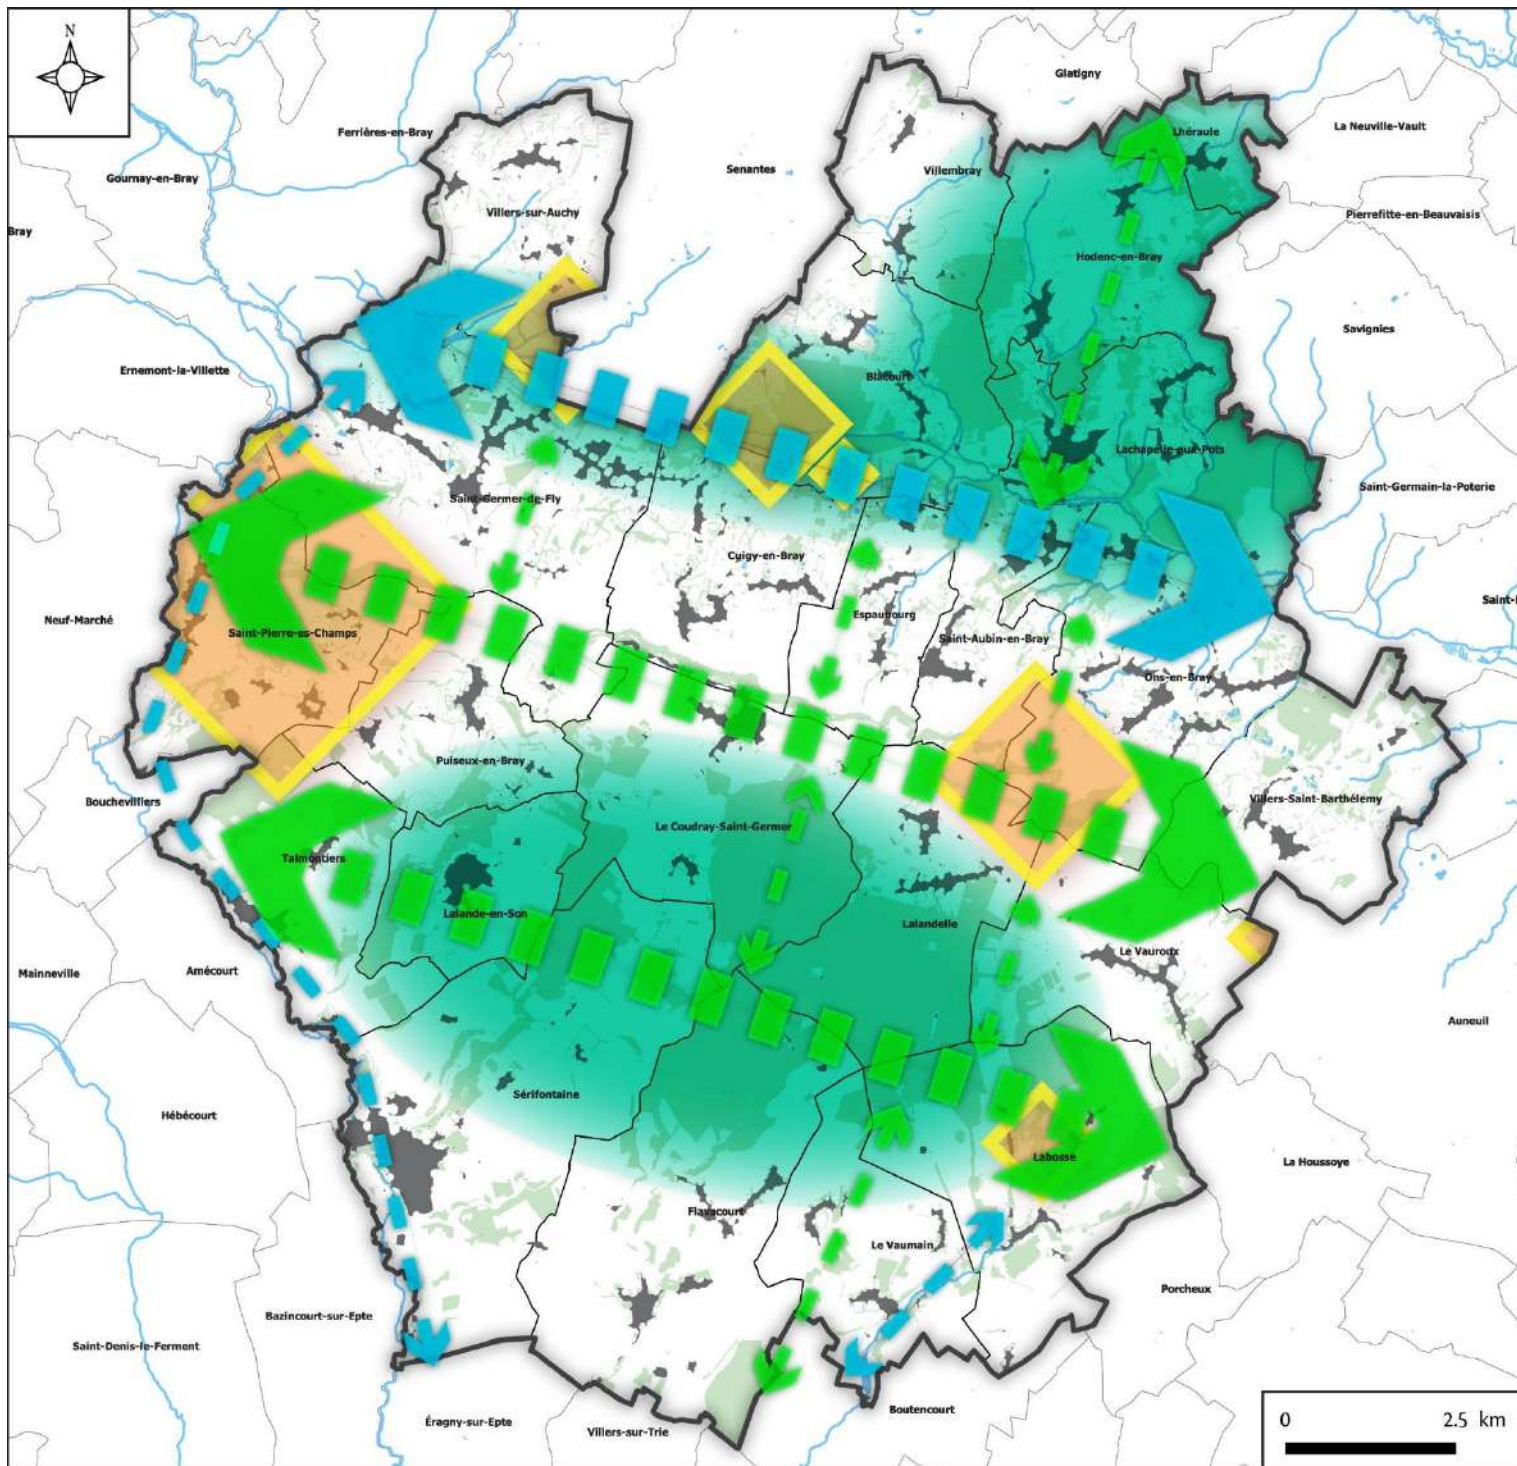 N
Glatigny
Ferrières-en-Bray
Lhéraule
La Neuville-Vault
Senantes
Villembray
Gournay-en-Bray
Villers-sur-Auchy
Pierrefitte-en-Beauvaisis
Bray
Hodenc-en-Bray
Savignies
Ernemont-la-Villette
Blacourt
Lachapelle-aux-Pots
Saint-Germain-la-Poterie
Saint-Germer-de-Fly
Cuigy-en-Bray
Saint-
Espaubourg
Neuf-Marché
Saint-Pierre-es-Champs
Saint-Aubin-en-Bray
Ons-en-Bray
Puiseux-en-Bray
Bouchevilliers
Villers-Saint-Barthélemy
Le Coudray-Saint-Germer
Talmontiers
Lalande-en-Son
Lalandelle
Le Vauroux
Mainneville
Amécourt
Auneuil
Sérifontaine
Hébécourt
Labosse
La Houssoye
Flavacourt
Le Vaumain
Porcheux
Bazincourt-sur-Epte
Saint-Denis-le-Ferment
Boutencourt
Éragny-sur-Epte
Villers-sur-Trie
0 2.5 km